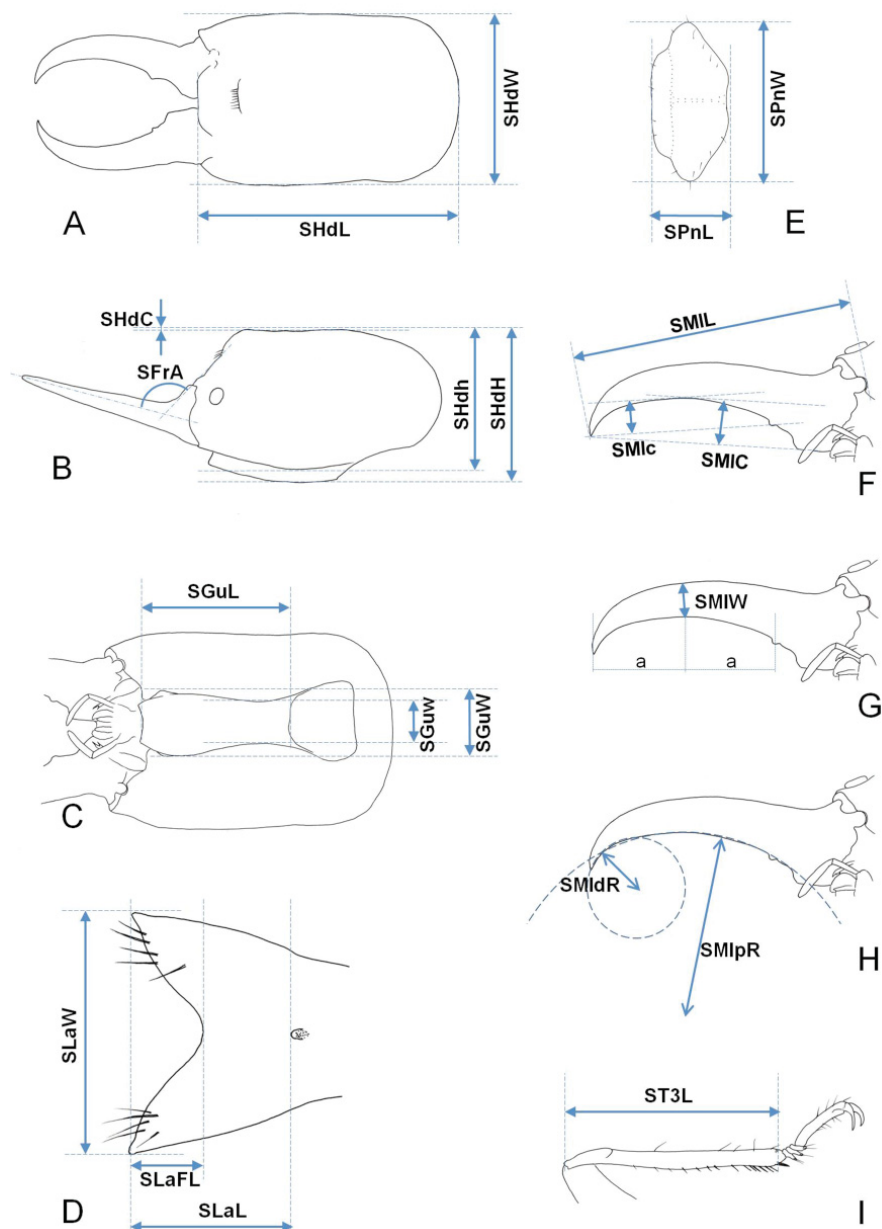 SHdW
SHdL
A
SPnW
SPnL
E
SHdC
SFrA
SHdh
SHdH
B
SMIL
SMIc
SMIC
F
SGuL
SGuw
SGuW
C
SMIW
a
a
G
SMIdR
SMIpR
H
SLaW
SLaFL
SLaL
D
ST3L
I